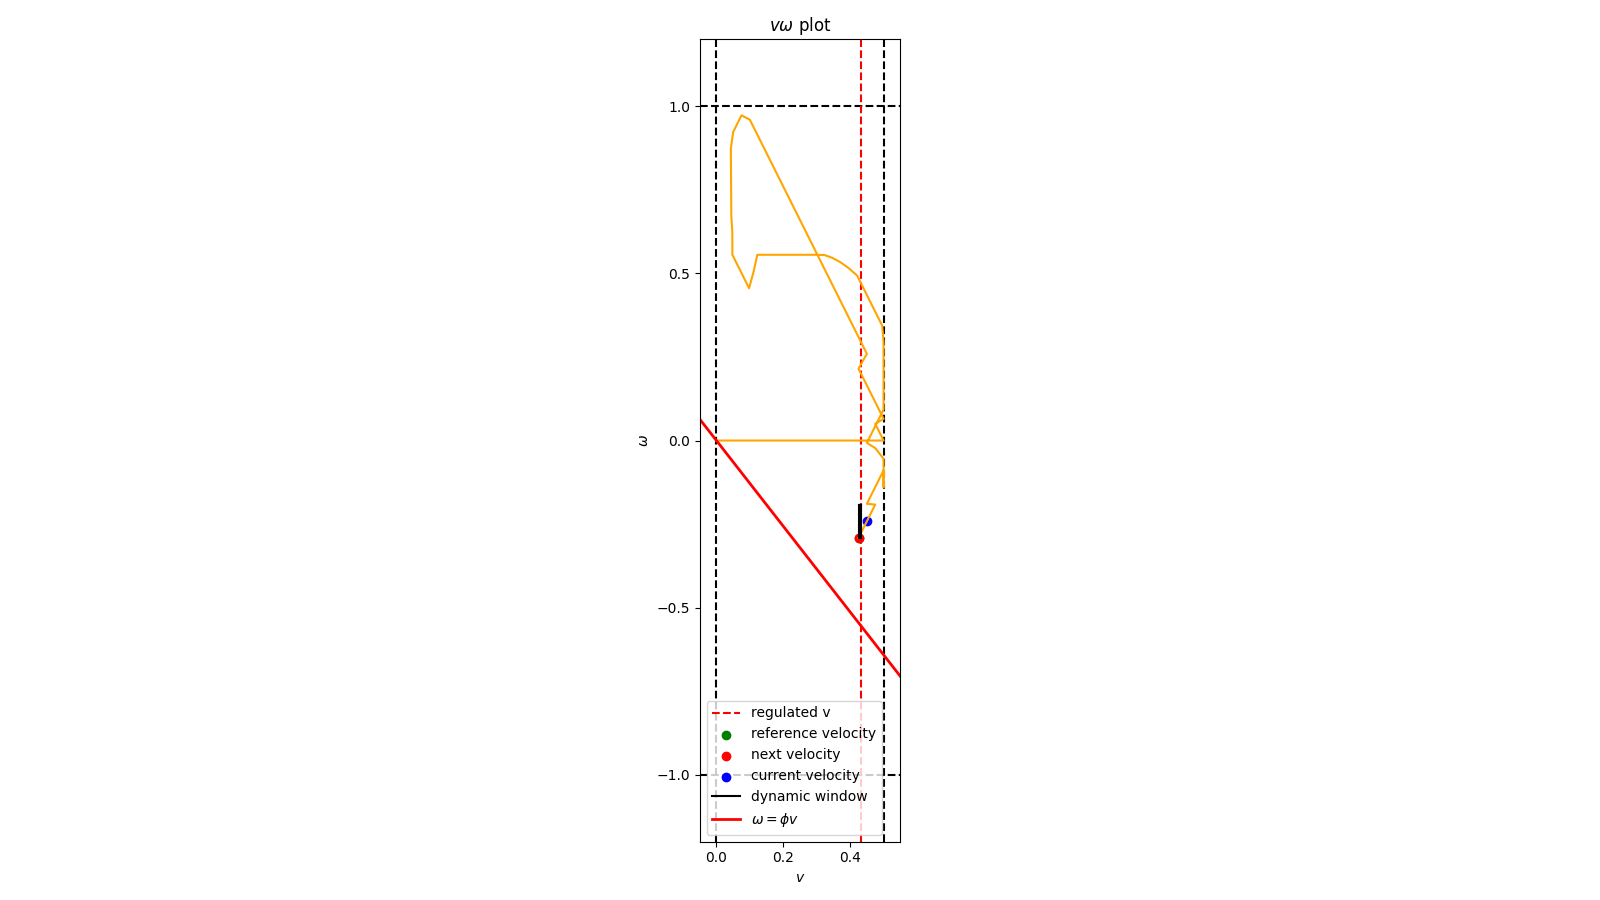 vω plot
1.0
0.5
0.0
−0.5
−1.0
ω
regulated v
reference velocity
next velocity
current velocity
dynamic window
ω = ϕv
0.0 0.2 0.4
v